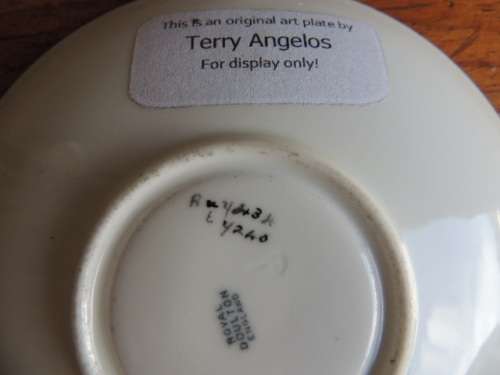 This is an original art plate by
Terry Angelos
For display only!
ROYAL
DOULTON
ENGLAND